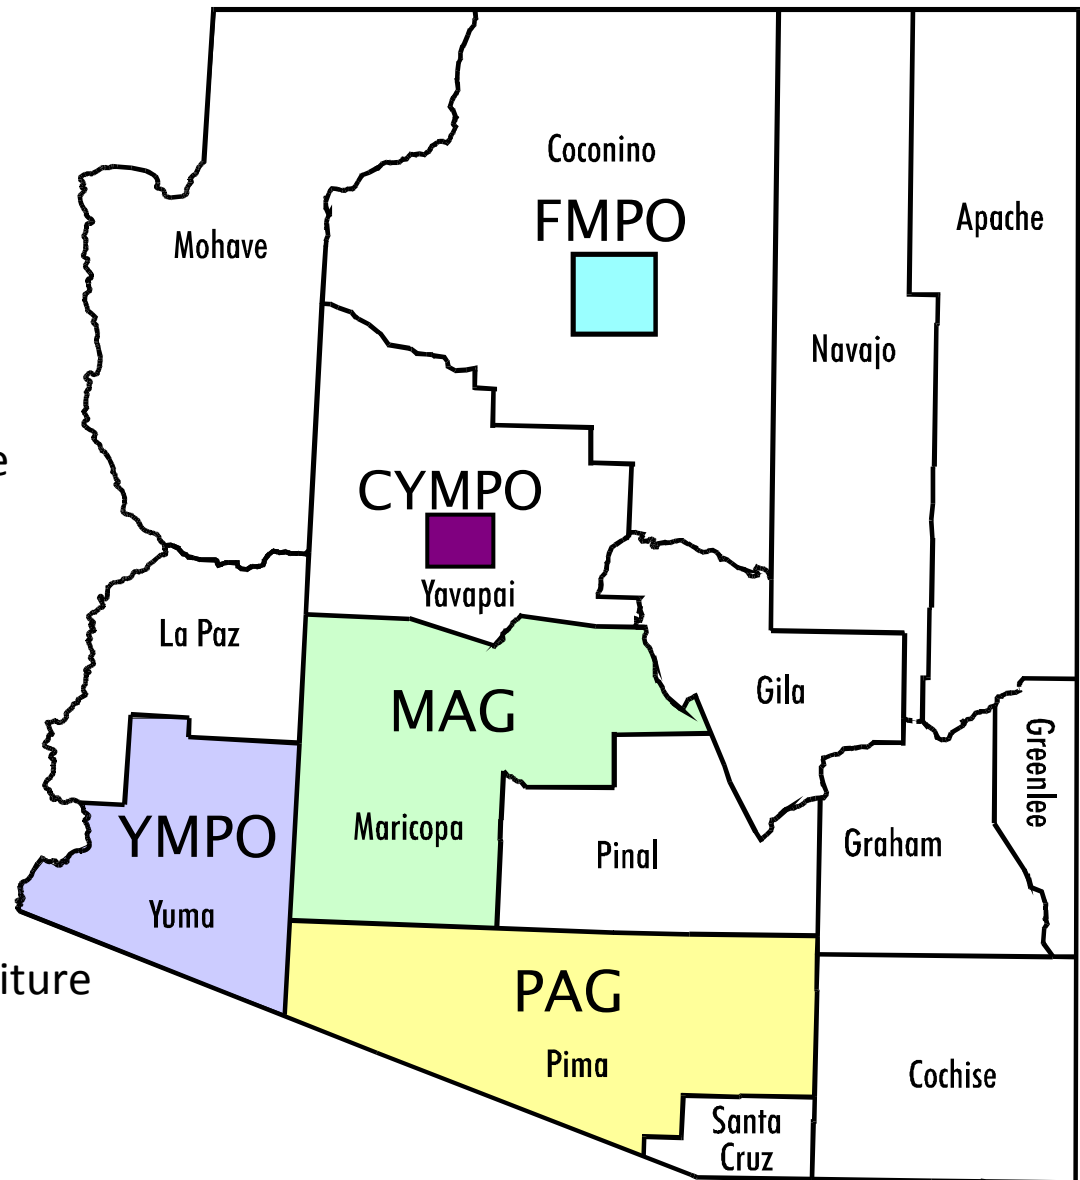 Coconino
FMPO
Apache
Mohave
Navajo
e
CYMPO
Yavapai
La Paz
Gila
MAG
Greenlee
Maricopa
YMPO
Graham
Pinal
Yuma
iture
PAG
Pima
Cochise
Santa
Cruz